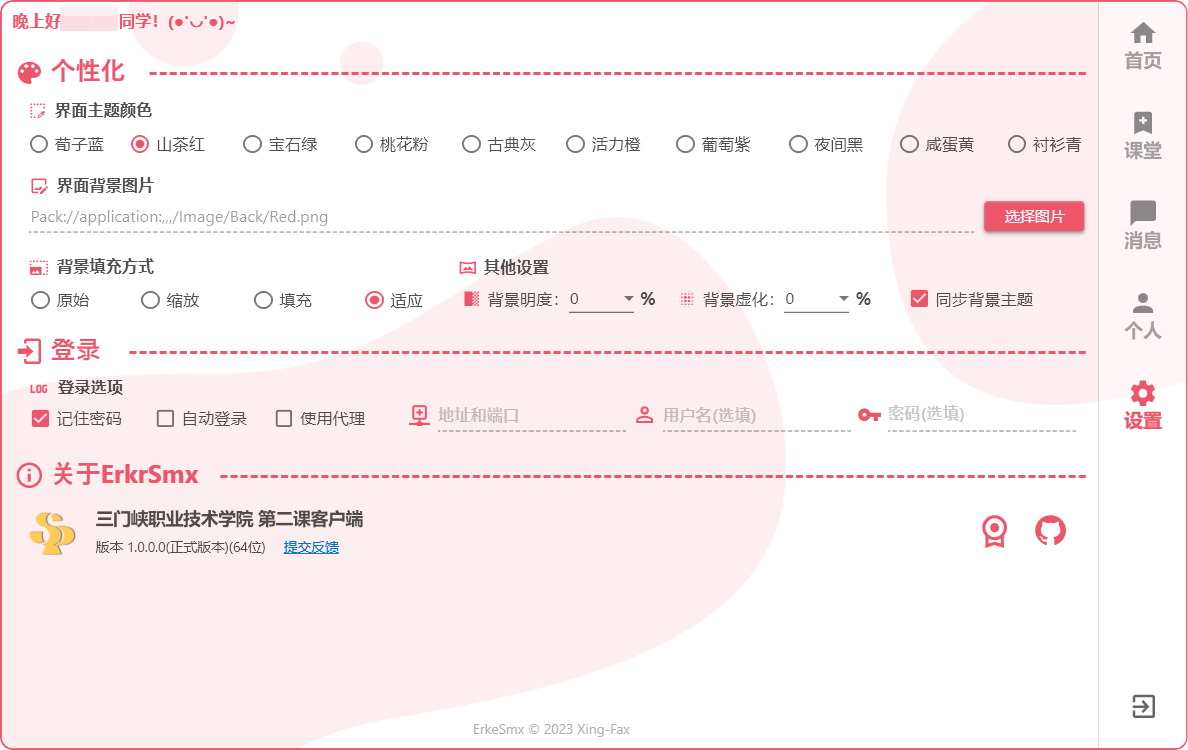 晚上好 同学！(●'◡'●)~
个性化
界面主题颜色
荀子蓝 山茶红 宝石绿 桃花粉 古典灰 活力橙 葡萄紫 夜间黑 咸蛋黄 衬衫青
界面背景图片
Pack://application:,,,/Image/Back/Red.png 选择图片
背景填充方式 其他设置
原始 缩放 填充 适应 背景明度： 0 % 背景虚化： 0 % 同步背景主题
登录
LOG 登录选项
记住密码 自动登录 使用代理 地址和端口 用户名(选填) 密码(选填)
关于ErkrSmx
三门峡职业技术学院 第二课客户端
版本 1.0.0.0(正式版本)(64位) 提交反馈
ErkeSmx © 2023 Xing-Fax
首页
课堂
消息
个人
设置